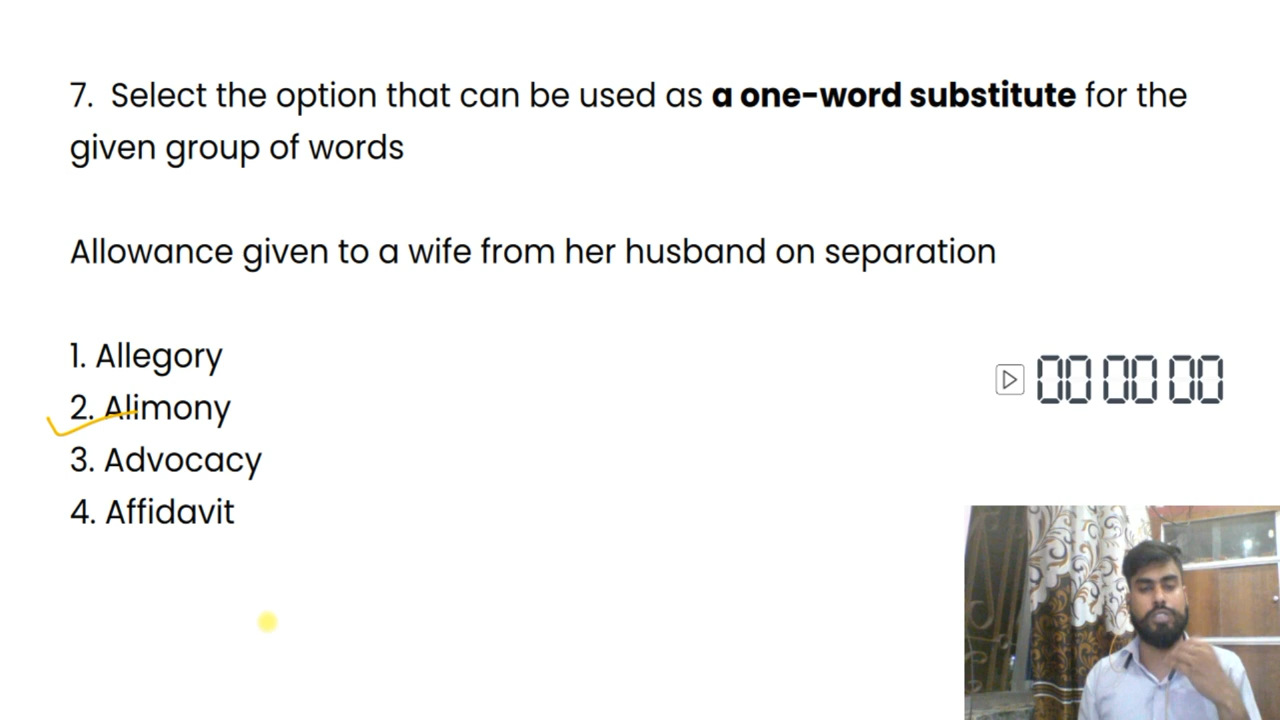 7. Select the option that can be used as a one-word substitute for the
given group of words
Allowance given to a wife from her husband on separation
1. Allegory
2. Alimony
3. Advocacy
4. Affidavit
00 00 00